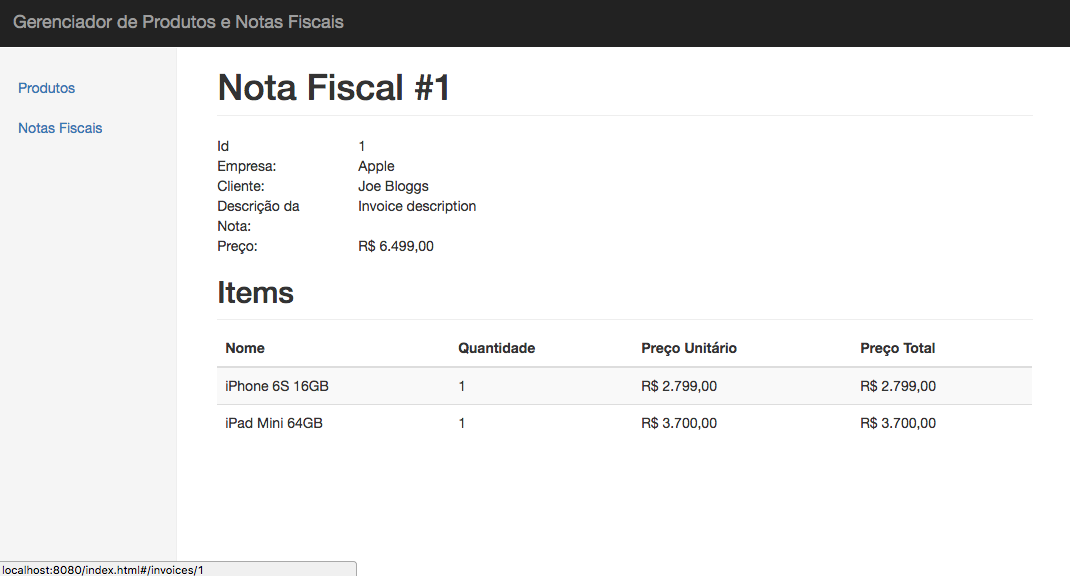 Gerenciador de Produtos e Notas Fiscais
Produtos
Notas Fiscais
Nota Fiscal #1
Id 1
Empresa: Apple
Cliente: Joe Bloggs
Descrição da Invoice description
Nota:
Preço: R$ 6.499,00
Items
Nome Quantidade Preço Unitário Preço Total
iPhone 6S 16GB 1 R$ 2.799,00 R$ 2.799,00
iPad Mini 64GB 1 R$ 3.700,00 R$ 3.700,00
localhost:8080/index.html#/invoices/1